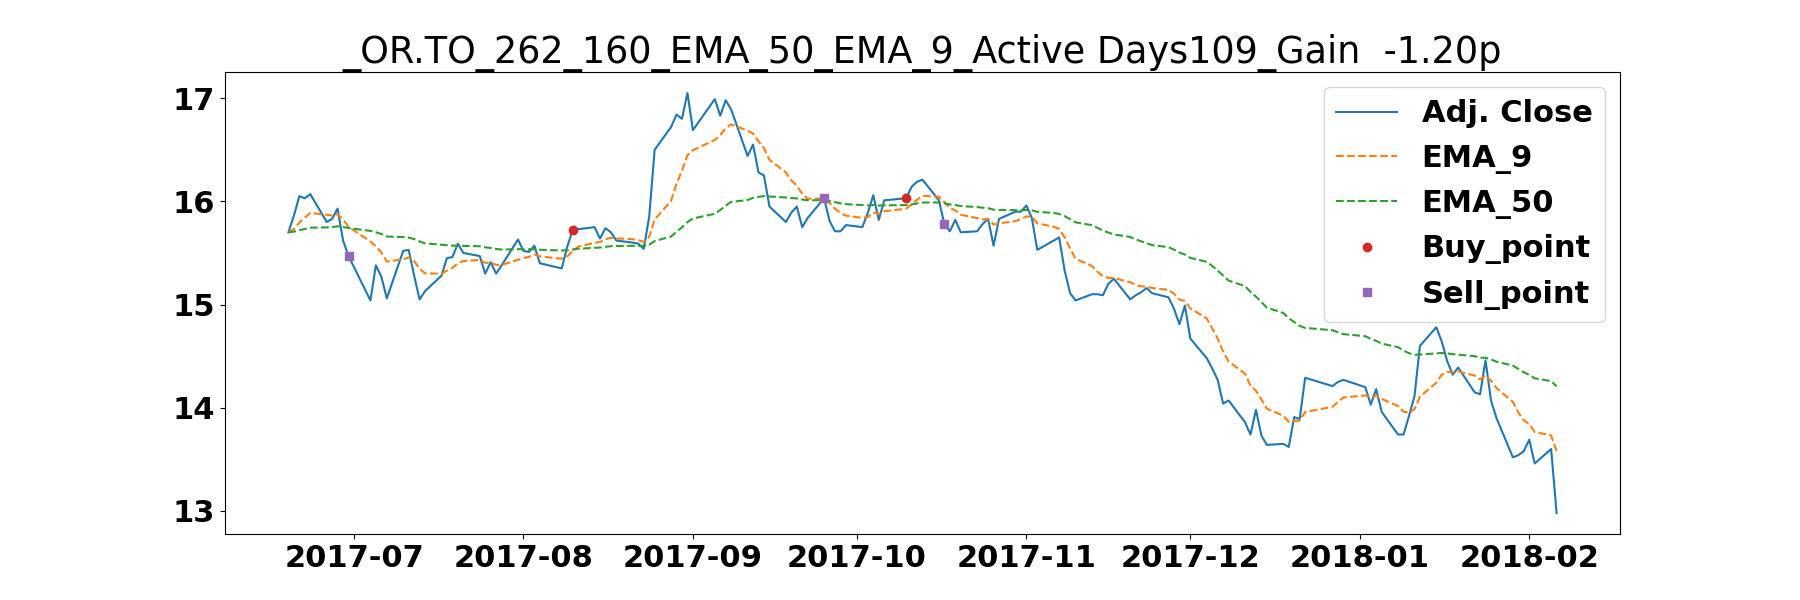 _OR.TO_262_160_EMA_50_EMA_9_Active Days109_Gain  -1.20p
17
16
15
14
13
Adj. Close
EMA_9
EMA_50
Buy_point
Sell_point
2017-07 2017-08 2017-09 2017-10 2017-11 2017-12 2018-01 2018-02